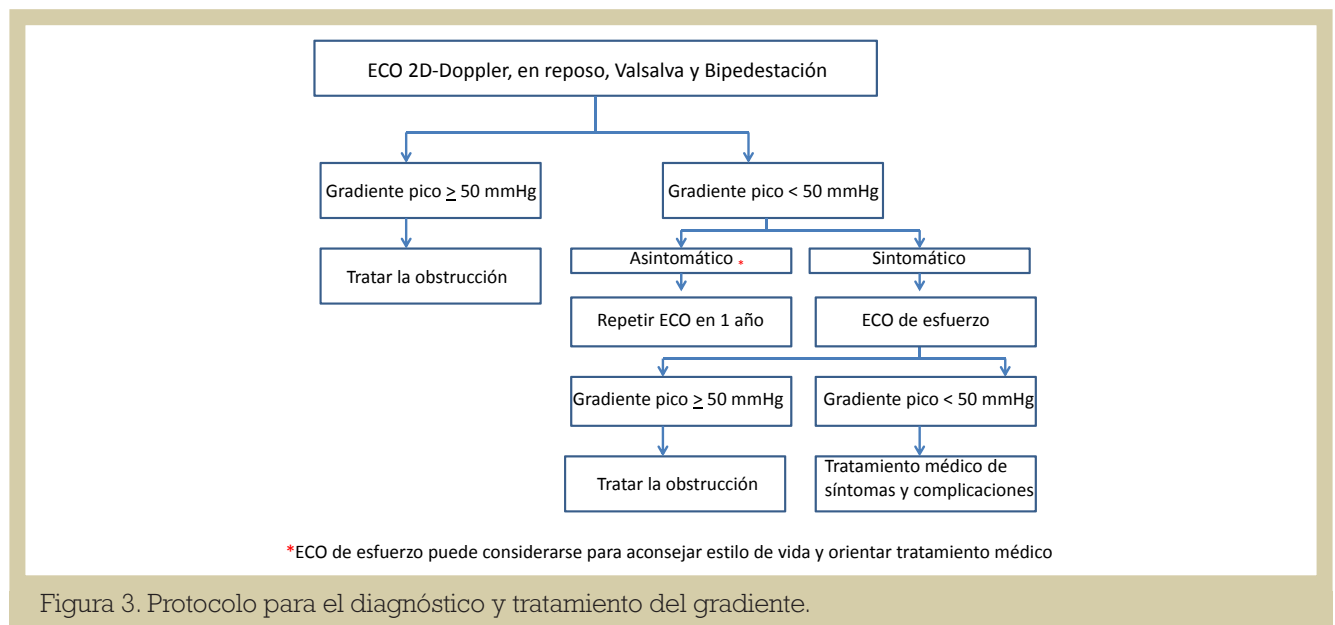 ECO 2D-Doppler, en reposo, Valsalva y Bipedestación
Gradiente pico ≥ 50 mmHg
Gradiente pico < 50 mmHg
Tratar la obstrucción
Asintomático *
Sintomático
Repetir ECO en 1 año
ECO de esfuerzo
Gradiente pico ≥ 50 mmHg
Gradiente pico < 50 mmHg
Tratar la obstrucción
Tratamiento médico de
síntomas y complicaciones
*ECO de esfuerzo puede considerarse para aconsejar estilo de vida y orientar tratamiento médico
Figura 3. Protocolo para el diagnóstico y tratamiento del gradiente.